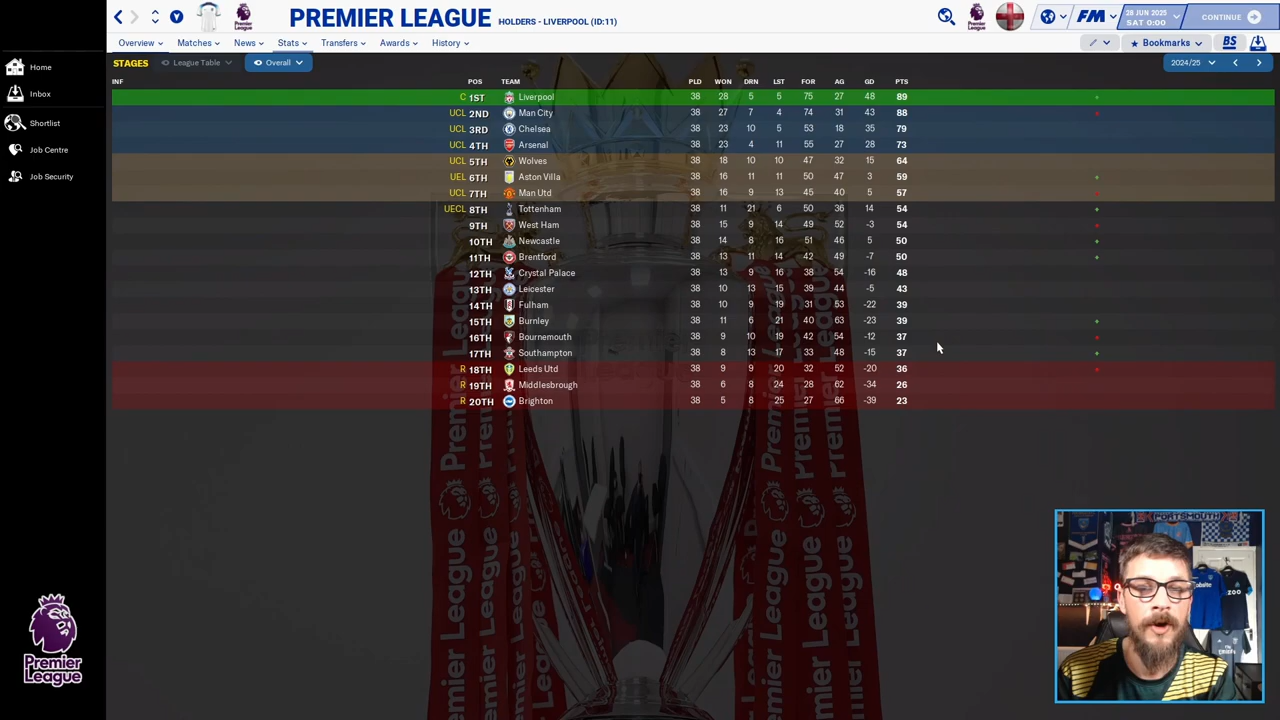 PREMIER LEAGUE HOLDERS - LIVERPOOL (ID:11)
FM 28 JUN 2025 SAT 0:00 CONTINUE
Overview Matches News Stats Transfers Awards History Bookmarks BS
STAGES League Table Overall 2024/25
Home
Inbox
Shortlist
Job Centre
Job Security
INF POS TEAM PLD WON DRN LST FOR AG GD PTS
C 1ST Liverpool 38 28 5 5 75 27 48 89
UCL 2ND Man City 38 27 7 4 74 31 43 88
UCL 3RD Chelsea 38 23 10 5 53 18 35 79
UCL 4TH Arsenal 38 23 4 11 55 27 28 73
UCL 5TH Wolves 38 18 10 10 47 32 15 64
UEL 6TH Aston Villa 38 16 11 11 50 47 3 59
UCL 7TH Man Utd 38 16 9 13 45 40 5 57
UECL 8TH Tottenham 38 11 21 6 50 36 14 54
9TH West Ham 38 15 9 14 49 52 -3 54
10TH Newcastle 38 14 8 16 51 46 5 50
11TH Brentford 38 13 11 14 42 49 -7 50
12TH Crystal Palace 38 13 9 16 38 54 -16 48
13TH Leicester 38 10 13 15 39 44 -5 43
14TH Fulham 38 10 9 19 31 53 -22 39
15TH Burnley 38 11 6 21 40 63 -23 39
16TH Bournemouth 38 9 10 19 42 54 -12 37
17TH Southampton 38 8 13 17 33 48 -15 37
R 18TH Leeds Utd 38 9 9 20 32 52 -20 36
R 19TH Middlesbrough 38 6 8 24 28 62 -34 26
R 20TH Brighton 38 5 8 25 27 66 -39 23
Premier
League
PORTSMOUTH